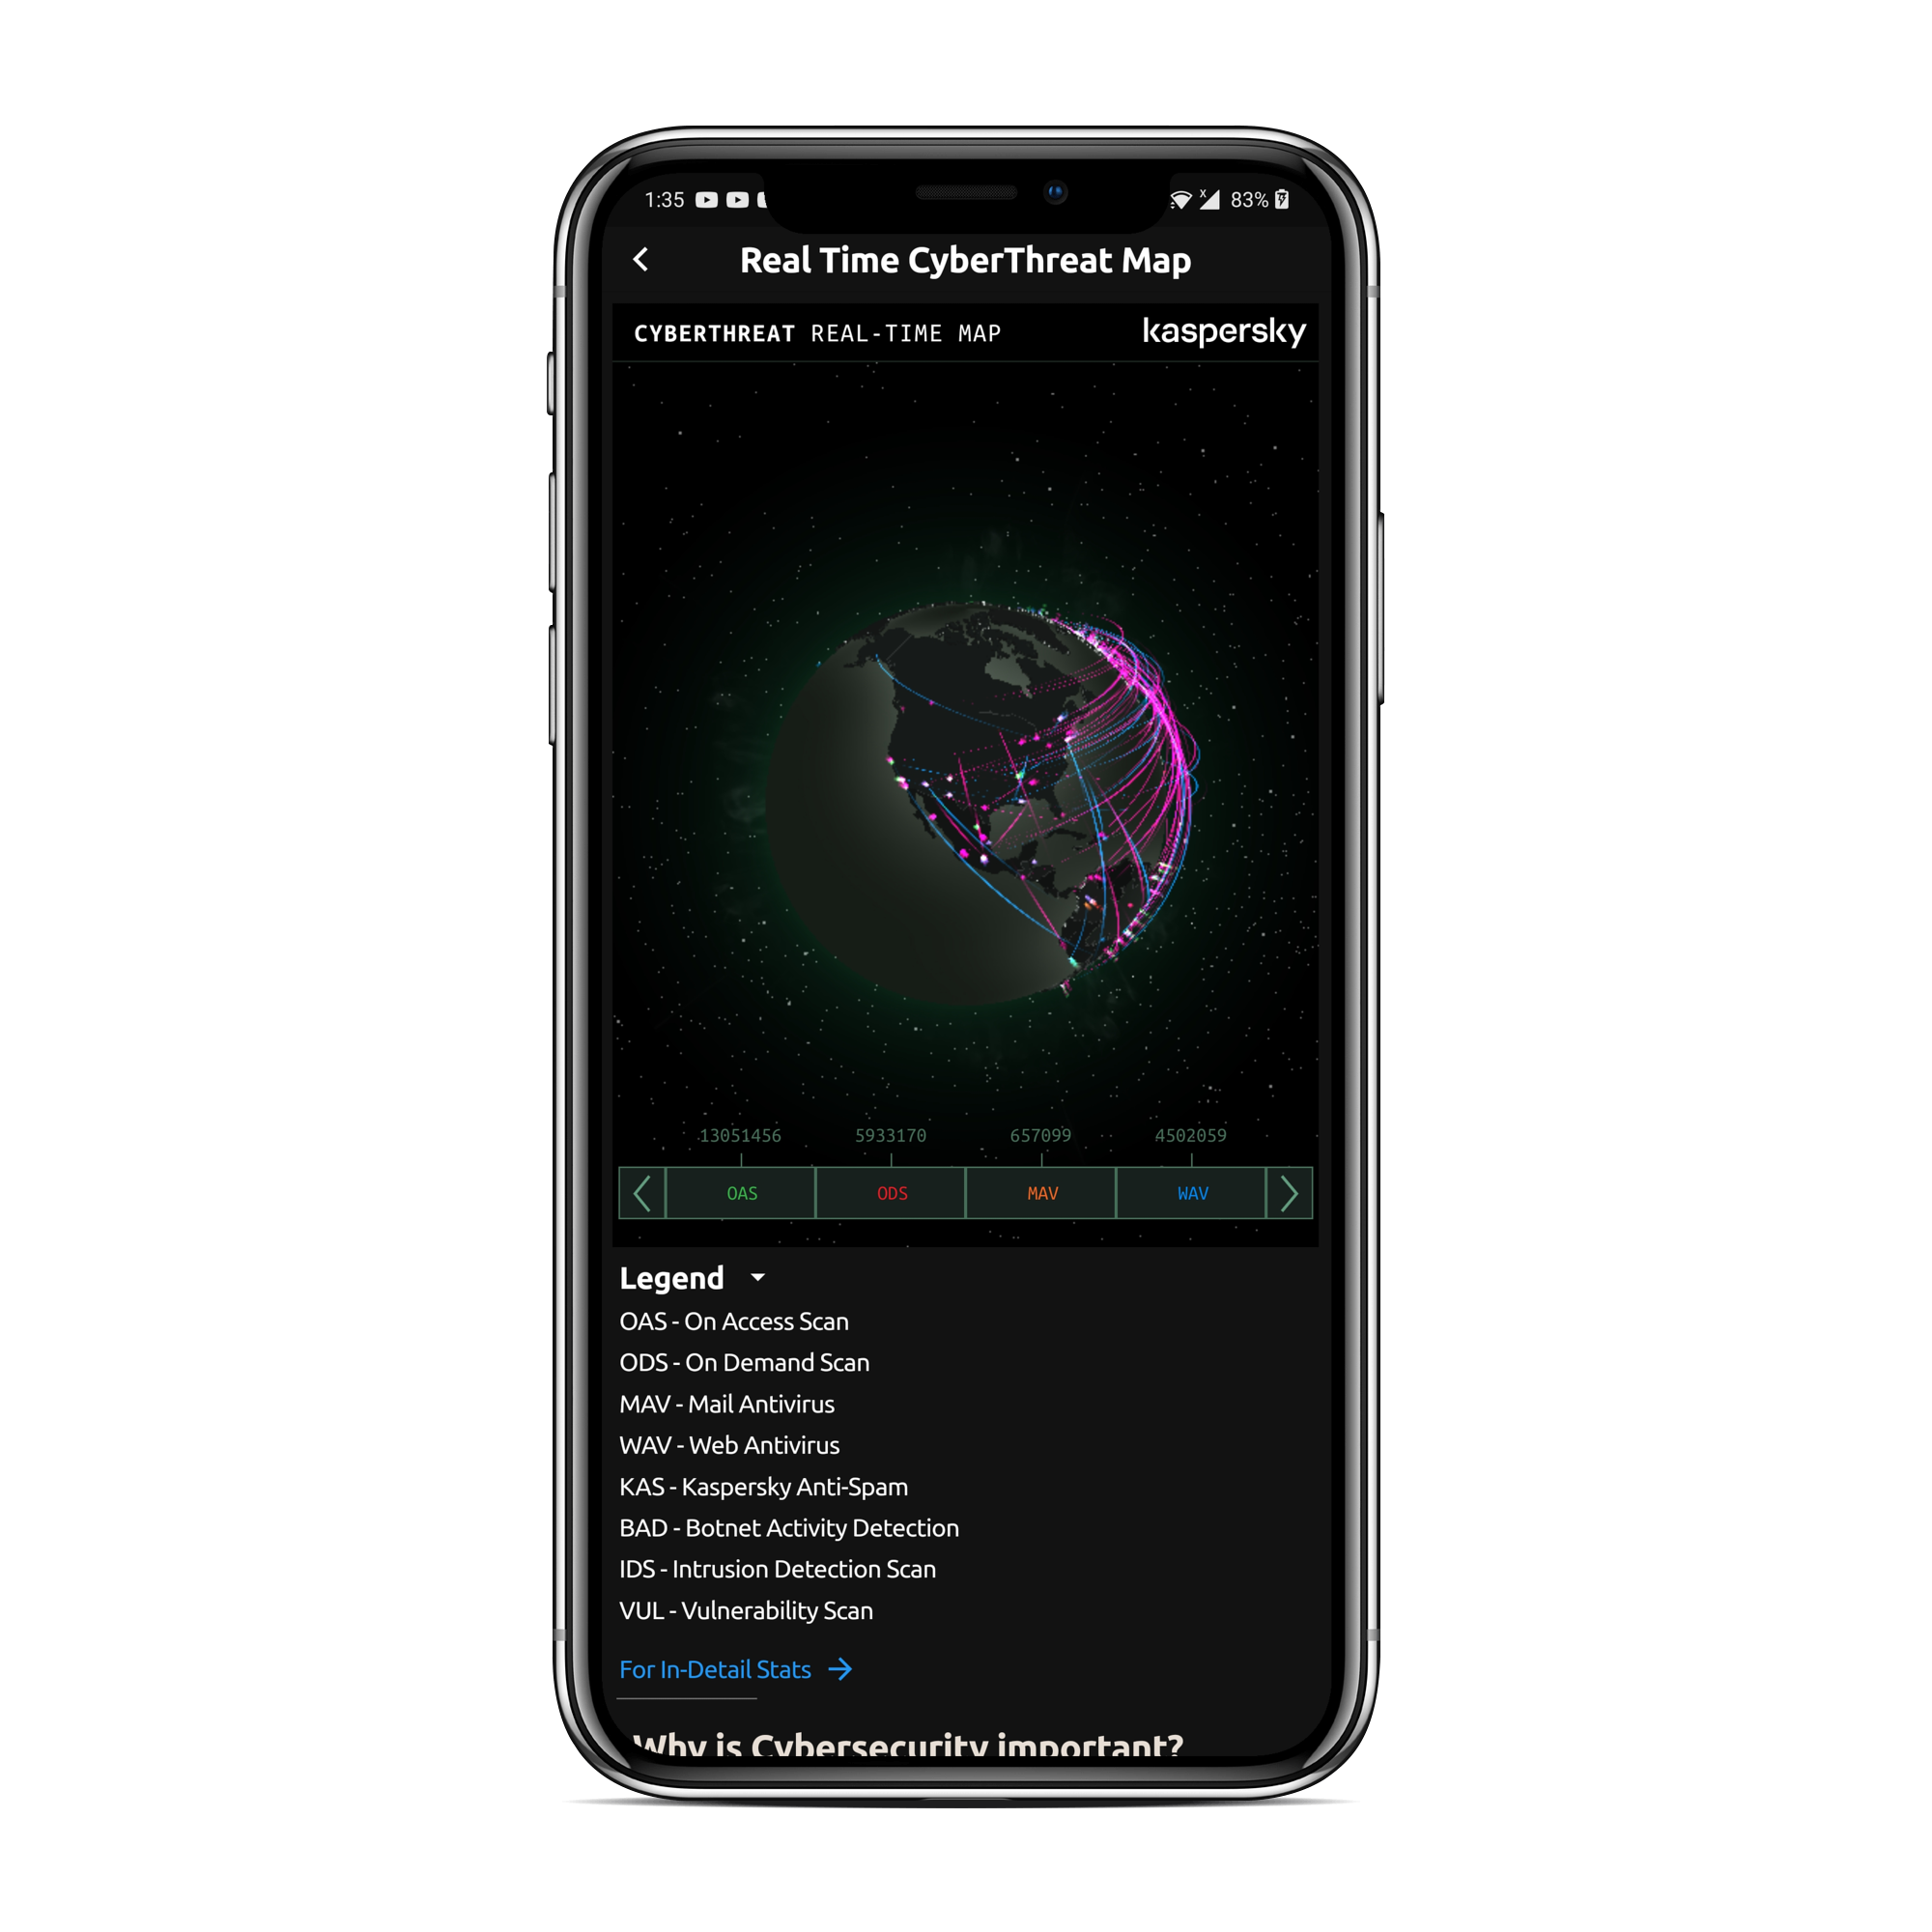 1:35 83%
Real Time CyberThreat Map
CYBERTHREAT REAL-TIME MAP kaspersky
13051456 5933170 657099 4502059
OAS ODS MAV WAV
Legend
OAS - On Access Scan
ODS - On Demand Scan
MAV - Mail Antivirus
WAV - Web Antivirus
KAS - Kaspersky Anti-Spam
BAD - Botnet Activity Detection
IDS - Intrusion Detection Scan
VUL - Vulnerability Scan
For In-Detail Stats
Why is Cybersecurity important?